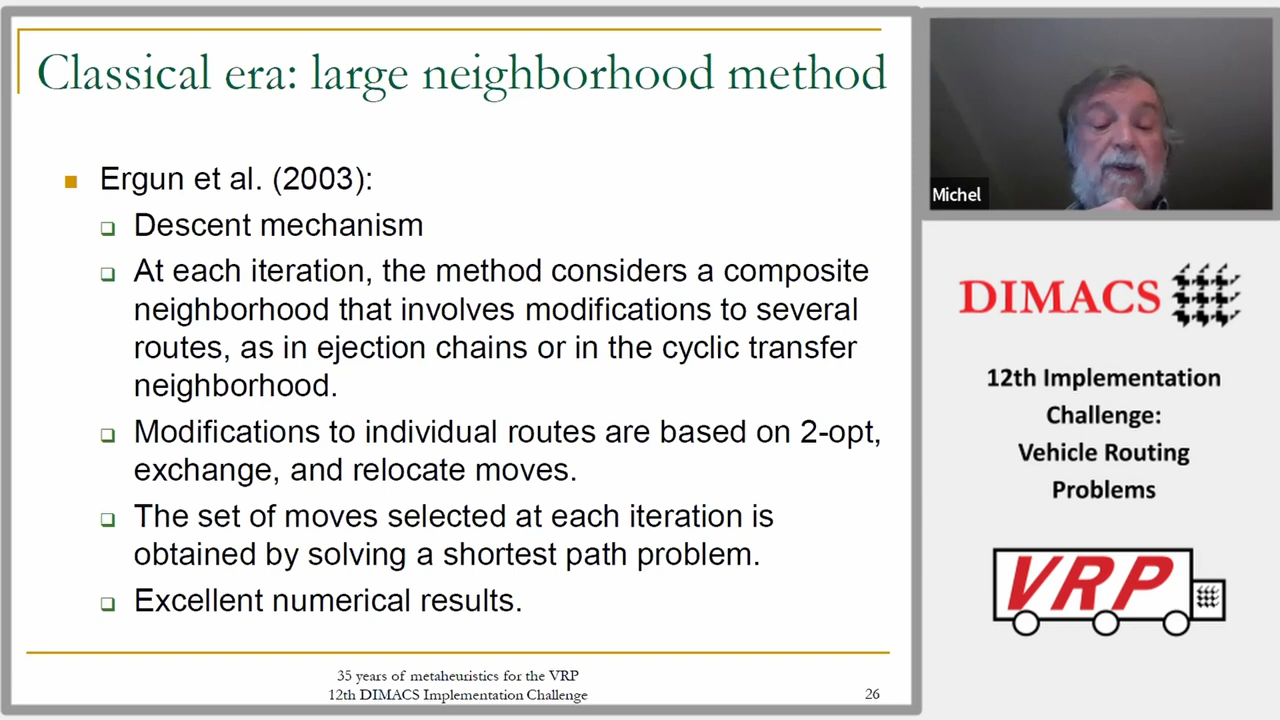 Classical era: large neighborhood method
Ergun et al. (2003):
Descent mechanism
At each iteration, the method considers a composite
neighborhood that involves modifications to several
routes, as in ejection chains or in the cyclic transfer
neighborhood.
Modifications to individual routes are based on 2-opt,
exchange, and relocate moves.
The set of moves selected at each iteration is
obtained by solving a shortest path problem.
Excellent numerical results.
35 years of metaheuristics for the VRP
12th DIMACS Implementation Challenge
26
Michel
DIMACS
12th Implementation
Challenge:
Vehicle Routing
Problems
VRP